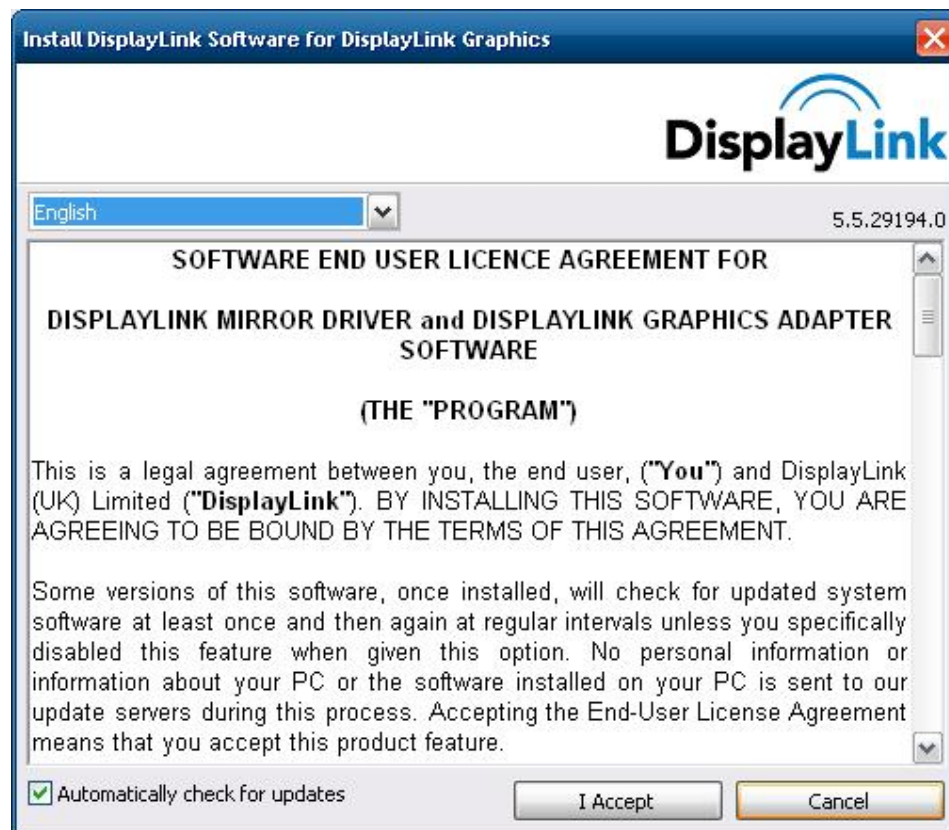 Install DisplayLink Software for DisplayLink Graphics
DisplayLink
English
5.5.29194.0
SOFTWARE END USER LICENCE AGREEMENT FOR
DISPLAYLINK MIRROR DRIVER and DISPLAYLINK GRAPHICS ADAPTER
SOFTWARE
(THE "PROGRAM")
This is a legal agreement between you, the end user, ("You") and DisplayLink
(UK) Limited ("DisplayLink"). BY INSTALLING THIS SOFTWARE, YOU ARE
AGREEING TO BE BOUND BY THE TERMS OF THIS AGREEMENT.
Some versions of this software, once installed, will check for updated system
software at least once and then again at regular intervals unless you specifically
disabled this feature when given this option. No personal information or
information about your PC or the software installed on your PC is sent to our
update servers during this process. Accepting the End-User License Agreement
means that you accept this product feature.
Automatically check for updates
I Accept
Cancel